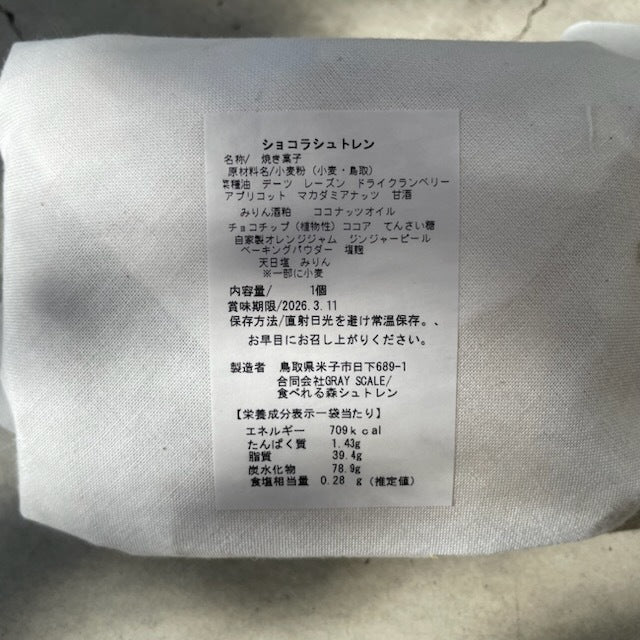 ショコラシュトレン
名称/ 焼き菓子
原材料名/小麦粉（小麦・鳥取）
菜種油 デーツ レーズン ドライクランベリー
アプリコット マカダミアナッツ 甘酒
みりん酒粕 ココナッツオイル
チョコチップ（植物性）ココア てんさい糖
自家製オレンジジャム ジンジャーピール
ベーキングパウダー 塩麹
天日塩 みりん
※一部に小麦
内容量/ 1個
賞味期限/2026.3.11
保存方法/直射日光を避け常温保存。、
お早目にお召し上がりください。
製造者 鳥取県米子市日下689-1
合同会社GRAY SCALE/
食べれる森シュトレン
【栄養成分表示一袋当たり】
エネルギー 709kcal
たんぱく質 1.43g
脂質 39.4g
炭水化物 78.9g
食塩相当量 0.28 g（推定値）